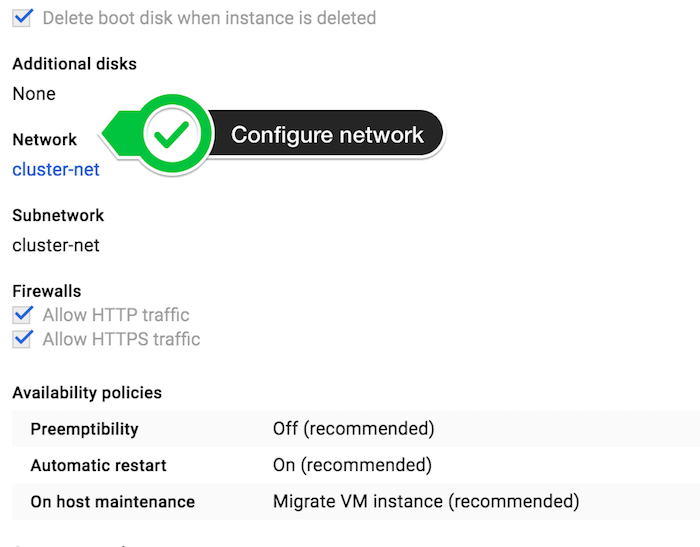 Delete boot disk when instance is deleted
Additional disks
None
Network
Configure network
cluster-net
Subnetwork
cluster-net
Firewalls
Allow HTTP traffic
Allow HTTPS traffic
Availability policies
Preemptibility Off (recommended)
Automatic restart On (recommended)
On host maintenance Migrate VM instance (recommended)